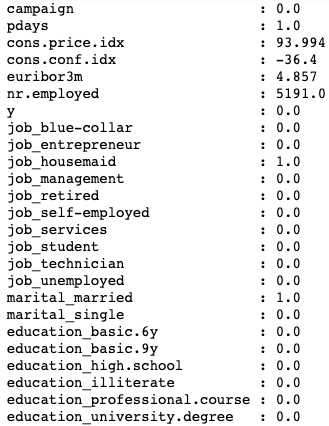 campaign : 0.0
pdays : 1.0
cons.price.idx : 93.994
cons.conf.idx : -36.4
euribor3m : 4.857
nr.employed : 5191.0
y : 0.0
job_blue-collar : 0.0
job_entrepreneur : 0.0
job_housemaid : 1.0
job_management : 0.0
job_retired : 0.0
job_self-employed : 0.0
job_services : 0.0
job_student : 0.0
job_technician : 0.0
job_unemployed : 0.0
marital_married : 1.0
marital_single : 0.0
education_basic.6y : 0.0
education_basic.9y : 0.0
education_high.school : 0.0
education_illiterate : 0.0
education_professional.course : 0.0
education_university.degree : 0.0